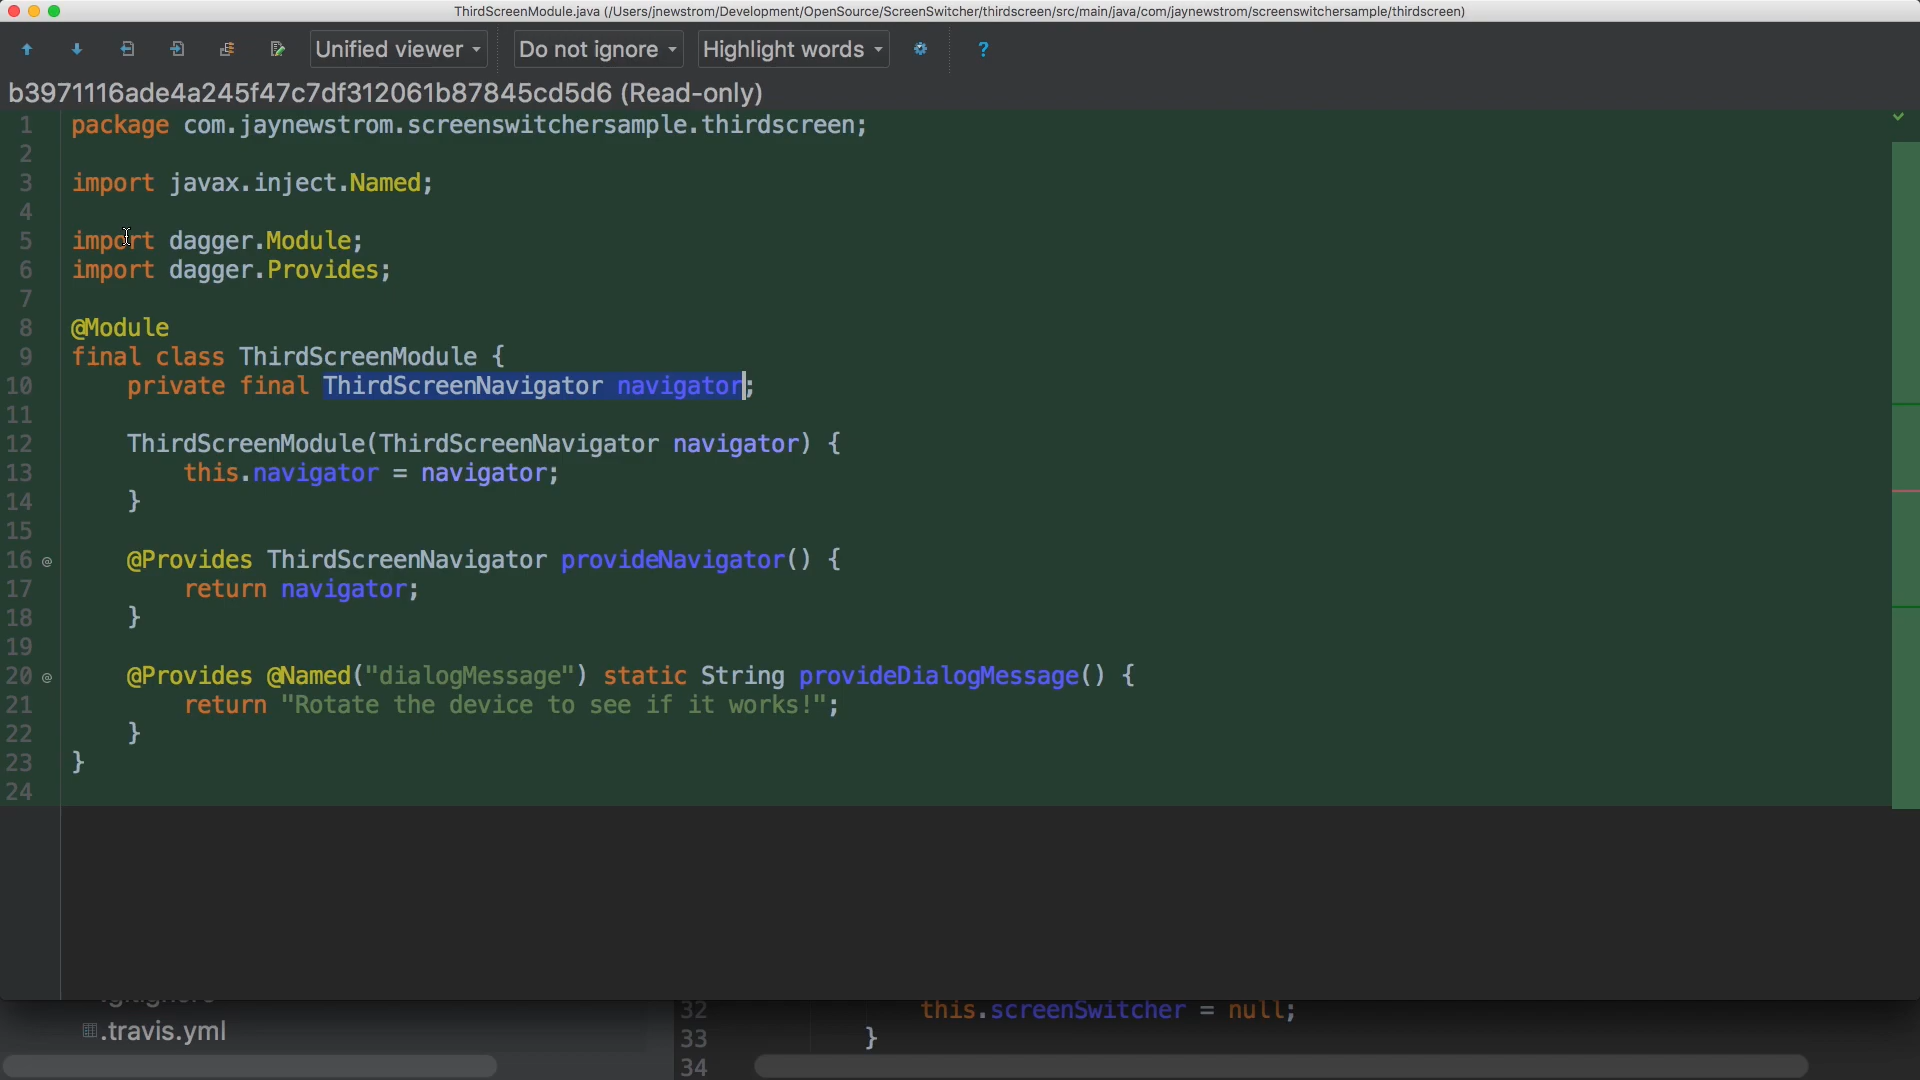 ThirdScreenModule.java (/Users/jnewstrom/Development/OpenSource/ScreenSwitcher/thirdscreen/src/main/java/com/jaynewstrom/screenswitchersample/thirdscreen)
Unified viewer Do not ignore Highlight words ?
b3971116ade4a245f47c7df312061b87845cd5d6 (Read-only)
1 package com.jaynewstrom.screenswitchersample.thirdscreen;
2
3 import javax.inject.Named;
4
5 import dagger.Module;
6 import dagger.Provides;
7
8 @Module
9 final class ThirdScreenModule {
10 private final ThirdScreenNavigator navigator;
11
12 ThirdScreenModule(ThirdScreenNavigator navigator) {
13 this.navigator = navigator;
14 }
15
16 @ @Provides ThirdScreenNavigator provideNavigator() {
17 return navigator;
18 }
19
20 @ @Provides @Named("dialogMessage") static String provideDialogMessage() {
21 return "Rotate the device to see if it works!";
22 }
23 }
24
32 this.screenSwitcher = null;
.travis.yml
33 }
34